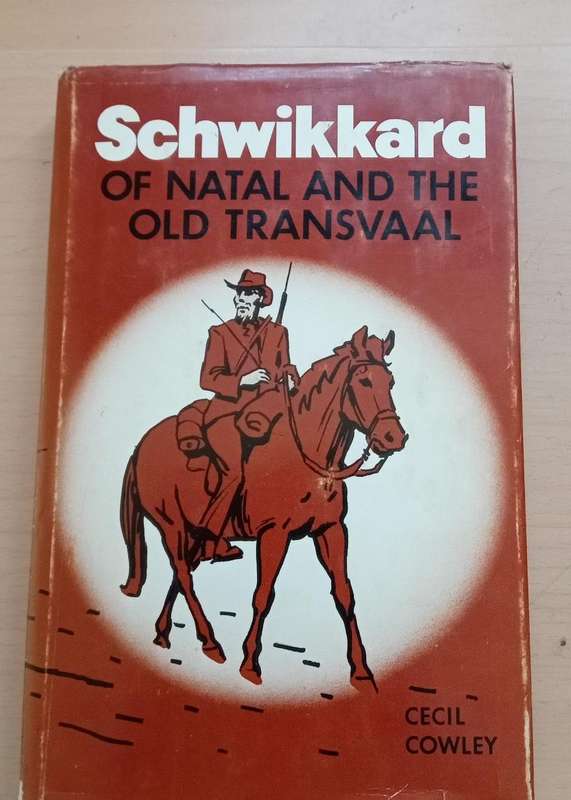 Schwikkard
OF NATAL AND THE
OLD TRANSVAAL
CECIL
COWLEY